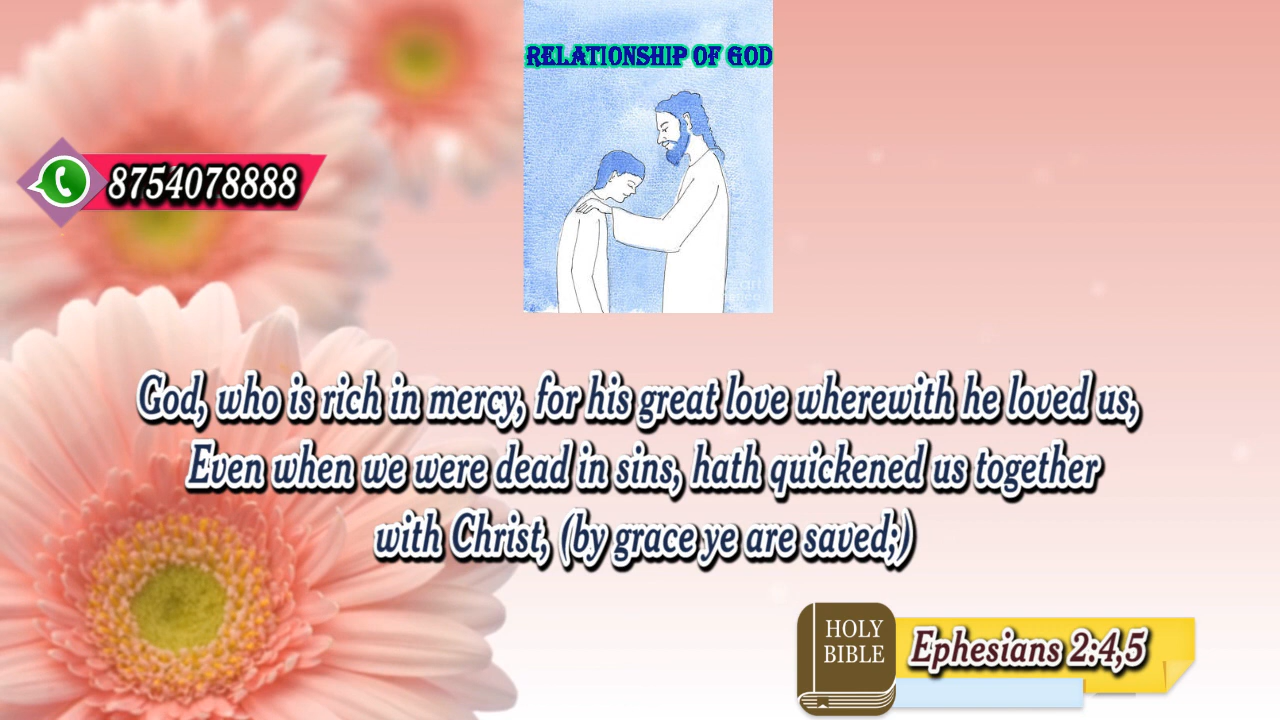 RELATIONSHIP OF GOD
8754078888
God, who is rich in mercy, for his great love wherewith he loved us,
Even when we were dead in sins, hath quickened us together
with Christ, (by grace ye are saved;)
HOLY
BIBLE
Ephesians 2:4,5